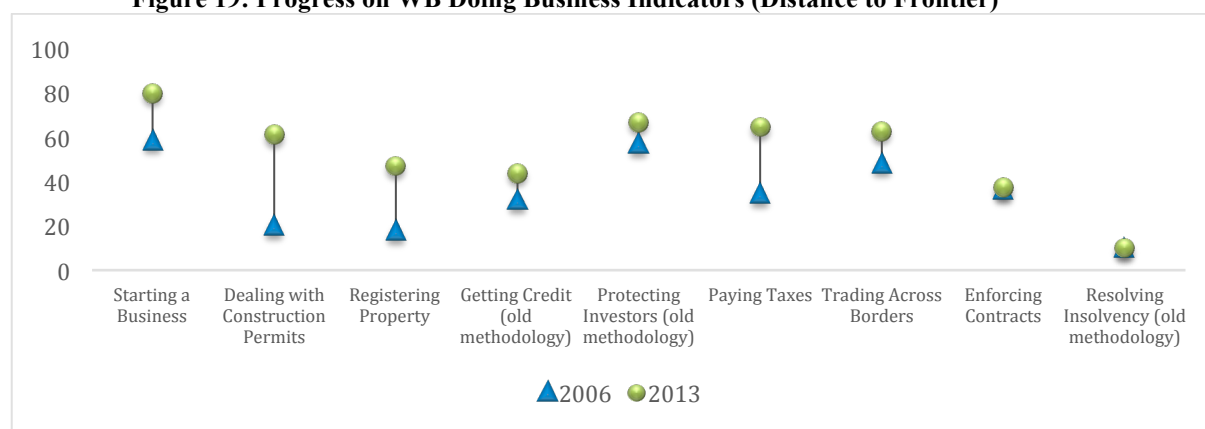 Figure 19: Progress on WB Doing Business Indicators (Distance to Frontier)
100
80
60
40
20
0
Starting a
Business
Dealing with
Construction
Permits
Registering
Property
Getting Credit
(old
methodology)
Protecting
Investors (old
methodology)
Paying Taxes
Trading Across
Borders
Enforcing
Contracts
Resolving
Insolvency (old
methodology)
2006 2013